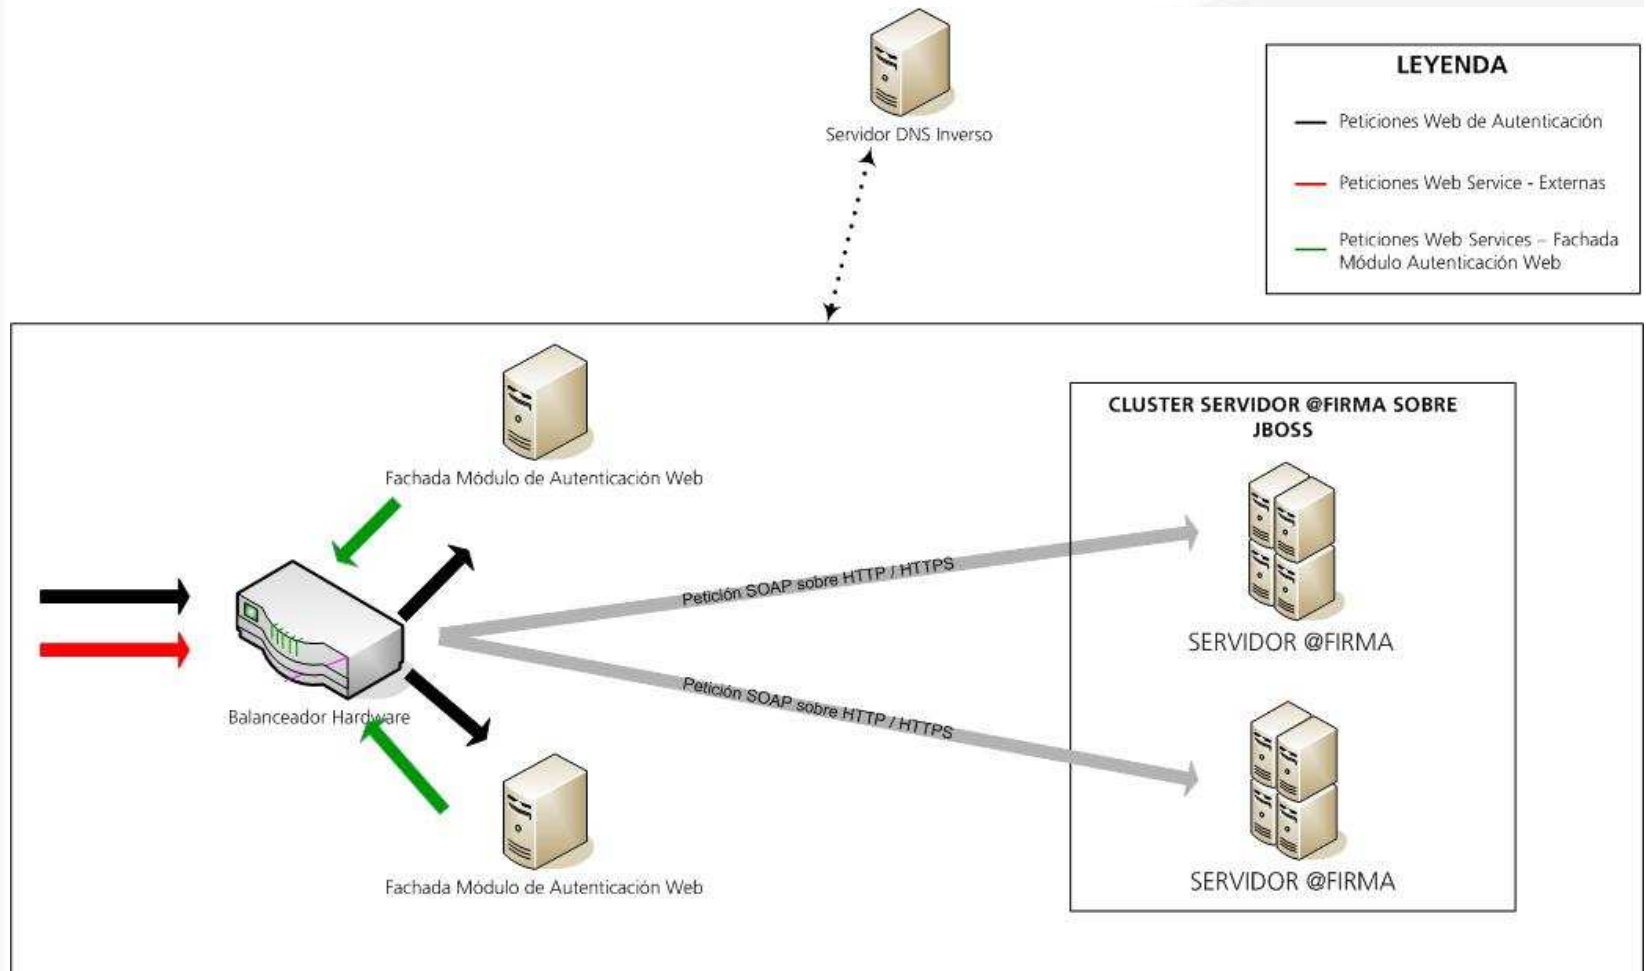 Servidor DNS Inverso
LEYENDA
Peticiones Web de Autenticación
Peticiones Web Service - Externas
Peticiones Web Services – Fachada
Módulo Autenticación Web
Fachada Módulo de Autenticación Web
CLUSTER SERVIDOR @FIRMA SOBRE
JBOSS
Petición SOAP sobre HTTP / HTTPS
SERVIDOR @FIRMA
Petición SOAP sobre HTTP / HTTPS
Balanceador Hardware
Fachada Módulo de Autenticación Web
SERVIDOR @FIRMA